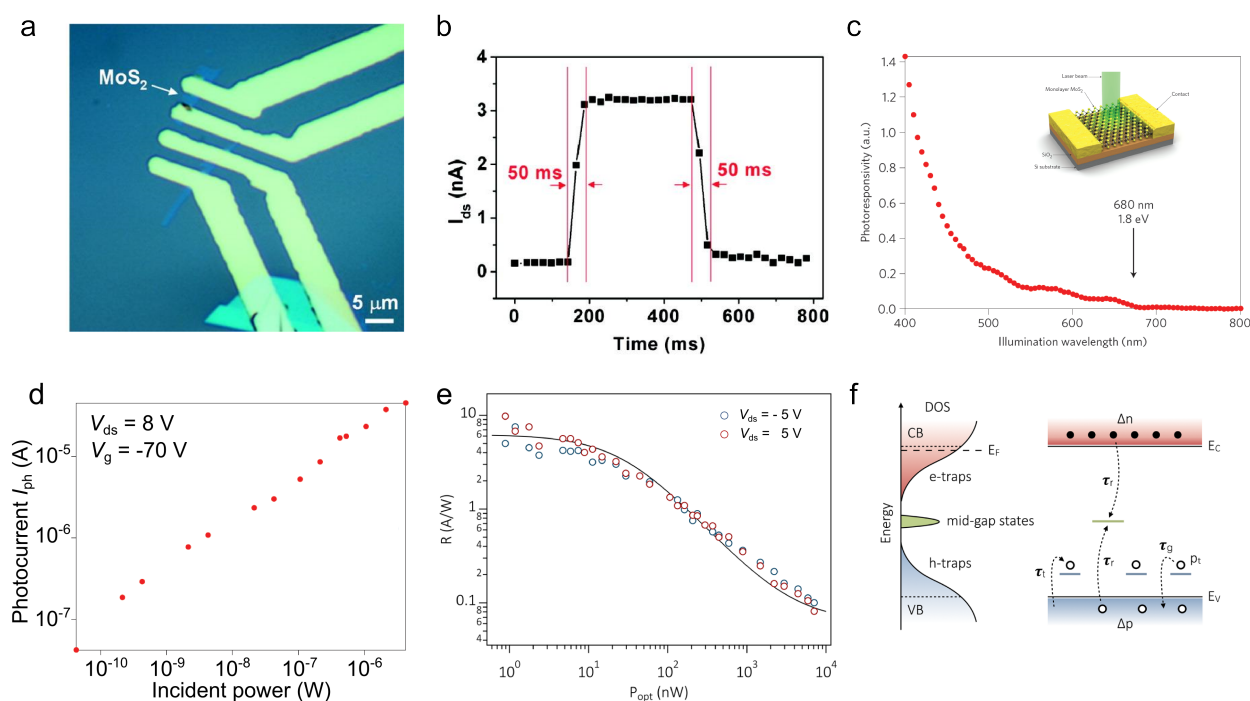 a
MoS2
5 μm
b
Ids (nA)
4
3
2
1
0
50 ms
50 ms
0 200 400 600 800
Time (ms)
c
Photoresponsivity (a.u.)
1.4
1.2
1.0
0.8
0.6
0.4
0.2
0.0
Laser beam
Monolayer MoS2
Contact
SiO2
Si substrate
680 nm
1.8 eV
400 500 600 700 800
Illumination wavelength (nm)
d
Vds = 8 V
Vg = -70 V
Photocurrent Iph (A)
10-5
10-6
10-7
10-10 10-9 10-8 10-7 10-6
Incident power (W)
e
R (A/W)
10
8
6
4
2
1
8
6
4
2
0.1
8
6
4
Vds = - 5 V
Vds = 5 V
100 101 102 103 104
Popt (nW)
f
DOS
CB
EF
e-traps
Energy
mid-gap states
h-traps
VB
Δn
EC
τr
τt
τr
τg
pt
EV
Δp